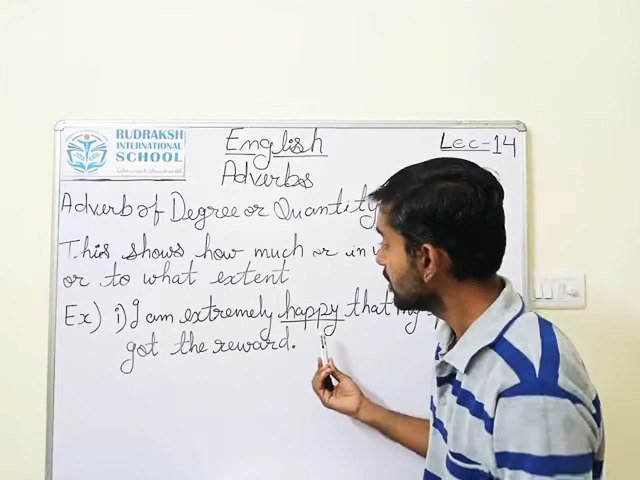 RUDRAKSH
INTERNATIONAL
SCHOOL
English
Lec-14
Adverbs
Adverb of Degree or Quantity
This shows how much or in
or to what extent
Ex) i) I am extremely happy that my
got the reward.